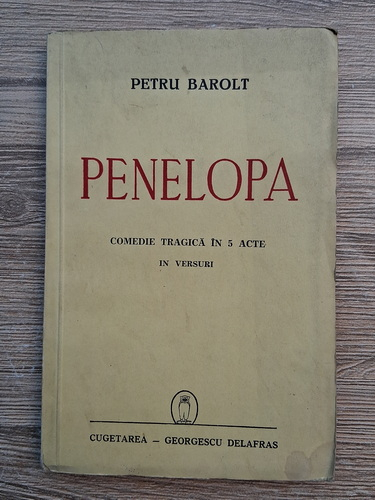 PETRU BAROLT
PENELOPA
COMEDIE TRAGICĂ ÎN 5 ACTE
IN VERSURI
CUGETAREA — GEORGESCU DELAFRAS